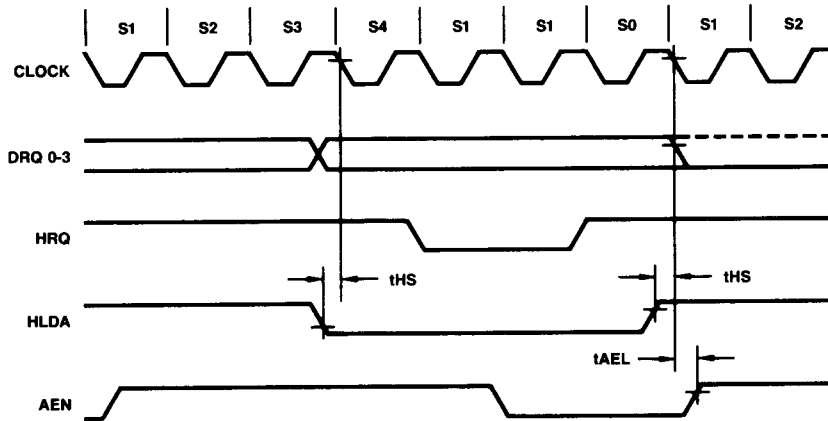 S1 S2 S3 S4 S1 S1 S0 S1 S2
CLOCK
DRQ 0-3
HRQ
tHS tHS
HLDA
tAEL
AEN